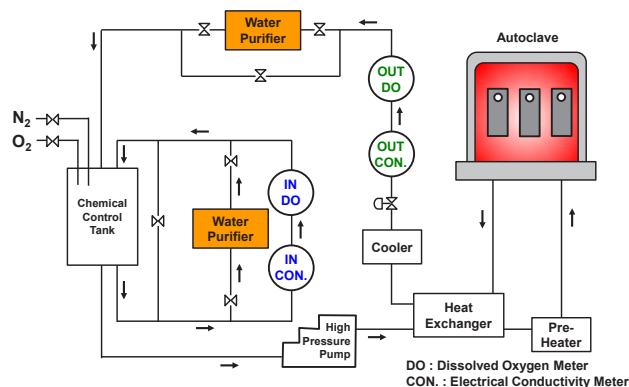 Water
Purifier
Autoclave
OUT
DO
N₂
O₂
OUT
CON.
Chemical
Control
Tank
IN
DO
Water
Purifier
IN
CON.
Cooler
High
Pressure
Pump
Heat
Exchanger
Pre-
Heater
DO : Dissolved Oxygen Meter
CON. : Electrical Conductivity Meter